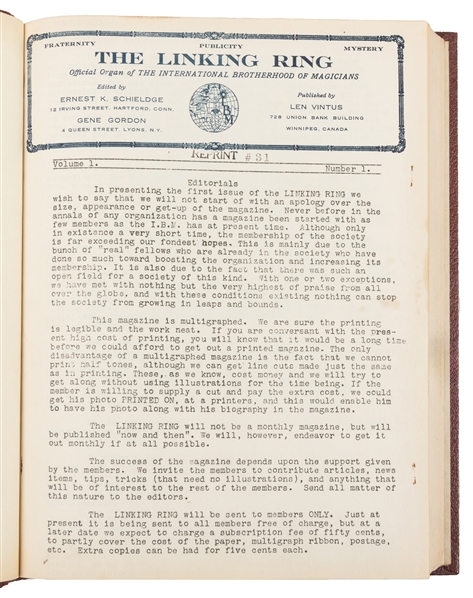 FRATERNITY PUBLICITY MYSTERY
THE LINKING RING
Official Organ of THE INTERNATIONAL BROTHERHOOD OF MAGICIANS
Edited by
ERNEST K. SCHIELDGE
12 IRVING STREET, HARTFORD, CONN.
GENE GORDON
4 QUEEN STREET, LYONS, N.Y.
Published by
LEN VINTUS
728 UNION BANK BUILDING
WINNIPEG, CANADA
REPRINT # 31
Volume 1. Number 1.
Editorials
In presenting the first issue of the LINKING RING we
wish to say that we will not start of with an apology over the
size, appearance or get-up of the magazine. Never before in the
annals of any organization has a magazine been started with as
few members as the I.B.M. has at present time. Although only
in existence a very short time, the membership of the society
is far exceeding our fondest hopes. This is mainly due to the
bunch of "real" fellows who are already in the society who have
done so much toward boosting the organization and increasing its
membership. It is also due to the fact that there was such an
open field for a society of this kind. With one or two exceptions,
we have met with nothing but the very highest of praise from all
over the globe, and with these conditions existing nothing can stop
the society from growing in leaps and bounds.
This magazine is multigraphed. We are sure the printing
is legible and the work neat. If you are conversant with the pres-
ent high cost of printing, you will know that it would be a long time
before we could afford to get out a printed magazine. The only
disadvantage of a multigraphed magazine is the fact that we cannot
print half tones, although we can get line cuts made just the same
as in printing. These, as we know, cost money and we will try to
get along without using illustrations for the time being. If the
member is willing to supply a cut and pay the extra cost, we could
get his photo PRINTED ON, at a printers, and this would enable him
to have his photo along with his biography in the magazine.
The LINKING RING will not be a monthly magazine, but will
be published "now and then". We will, however, endeavor to get it
out monthly if at all possible.
The success of the magazine depends upon the support given
by the members. We invite the members to contribute articles, news
items, tips, tricks (that need no illustrations), and anything that
will be of interest to the rest of the members. Send all matter of
this nature to the editors.
The LINKING RING will be sent to members ONLY. Just at
present it is being sent to all members free of charge, but at a
later date we expect to charge a subscription fee of fifty cents,
to partly cover the cost of the paper, multigraph ribbon, postage,
etc. Extra copies can be had for five cents each.